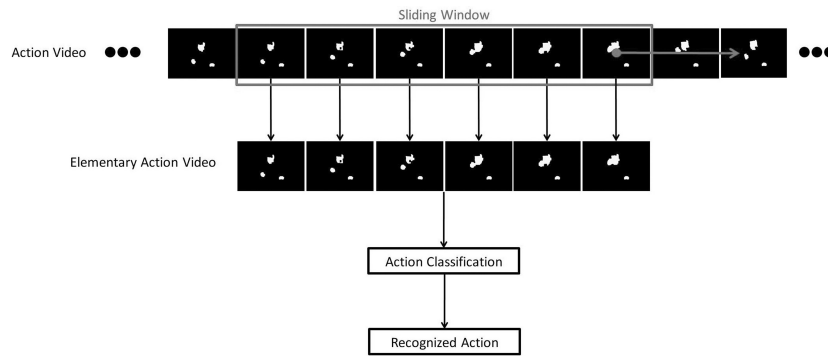 Sliding Window
Action Video
Elementary Action Video
Action Classification
Recognized Action